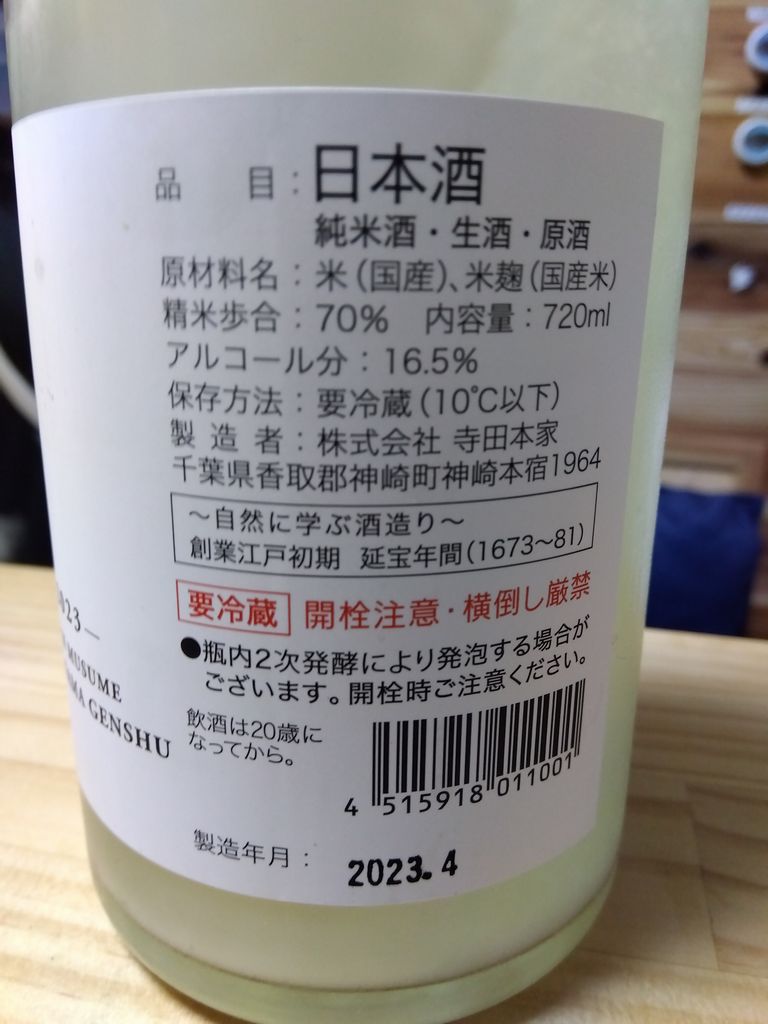 品 目：日本酒
純米酒・生酒・原酒
原材料名：米（国産）、米麹（国産米）
精米歩合：70% 内容量：720ml
アルコール分：16.5%
保存方法：要冷蔵（10℃以下）
製造者：株式会社 寺田本家
千葉県香取郡神崎町神崎本宿1964
～自然に学ぶ酒造り～
創業江戸初期 延宝年間（1673～81）
要冷蔵 開栓注意・横倒し厳禁
●瓶内2次発酵により発泡する場合が
ございます。開栓時ご注意ください。
飲酒は20歳に
なってから。
4 515918 011001
製造年月：2023.4
MUSUME
GENSHU